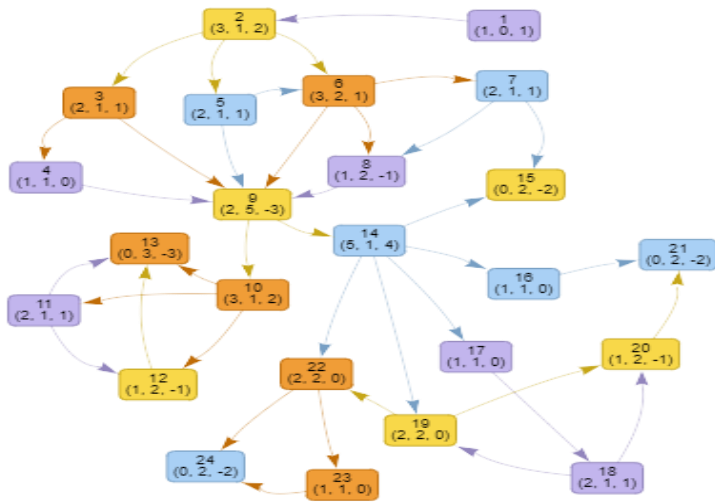 2
(3, 1, 2)
1
(1, 0, 1)
3
(2, 1, 1)
5
(2, 1, 1)
6
(3, 2, 1)
7
(2, 1, 1)
4
(1, 1, 0)
8
(1, 2, -1)
15
(0, 2, -2)
9
(2, 5, -3)
13
(0, 3, -3)
14
(5, 1, 4)
21
(0, 2, -2)
10
(3, 1, 2)
16
(1, 1, 0)
11
(2, 1, 1)
12
(1, 2, -1)
22
(2, 2, 0)
17
(1, 1, 0)
20
(1, 2, -1)
19
(2, 2, 0)
24
(0, 2, -2)
23
(1, 1, 0)
18
(2, 1, 1)